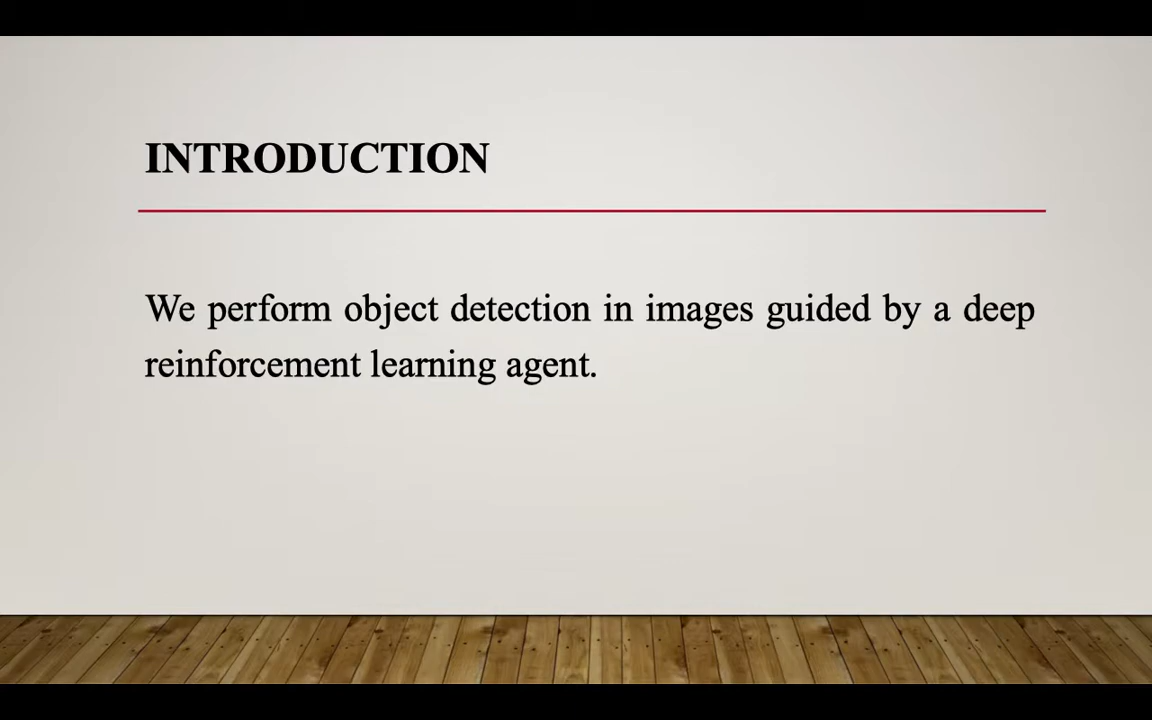 INTRODUCTION
We perform object detection in images guided by a deep
reinforcement learning agent.